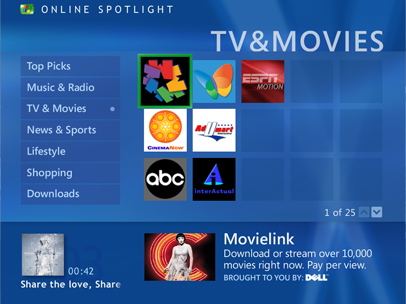 ONLINE SPOTLIGHT
TV&MOVIES
Top Picks
Music & Radio
TV & Movies
News & Sports
Lifestyle
Shopping
Downloads
ESPN
MOTION
CINEMANOW
abc
interActual
1 of 25
00:42
Share the love, Share
Movielink
Download or stream over 10,000
movies right now. Pay per view.
BROUGHT TO YOU BY: DELL